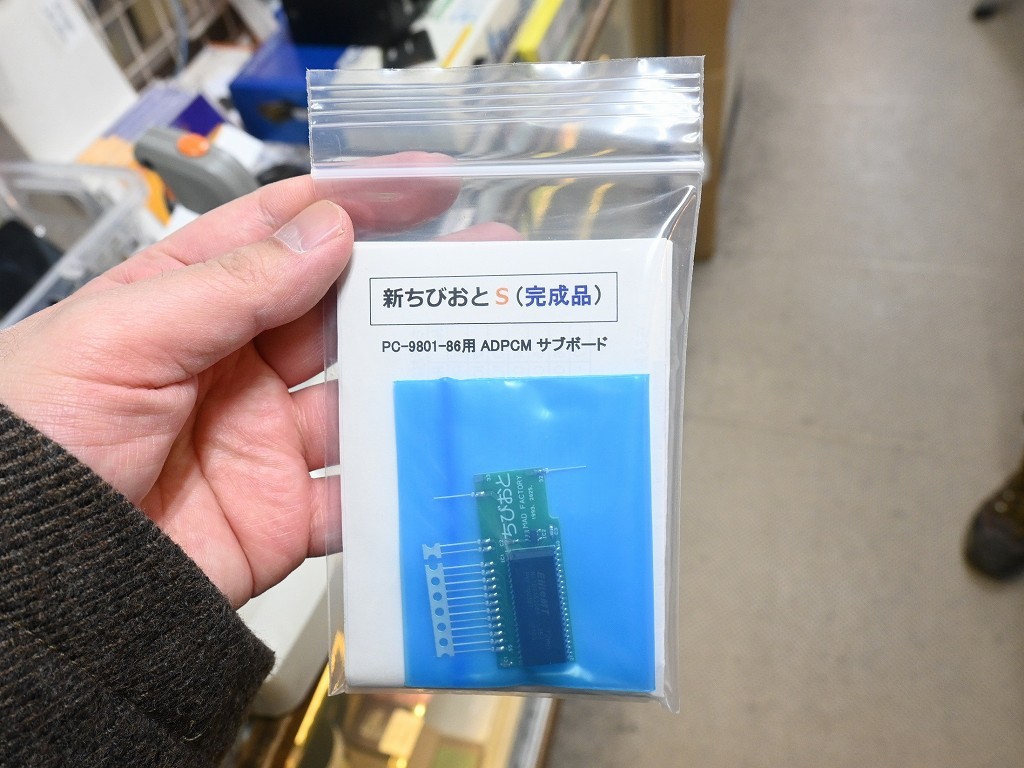 新ちびおとS(完成品)
PC-9801-86用 ADPCM サブボード
ちびおと
MAD FACTORY